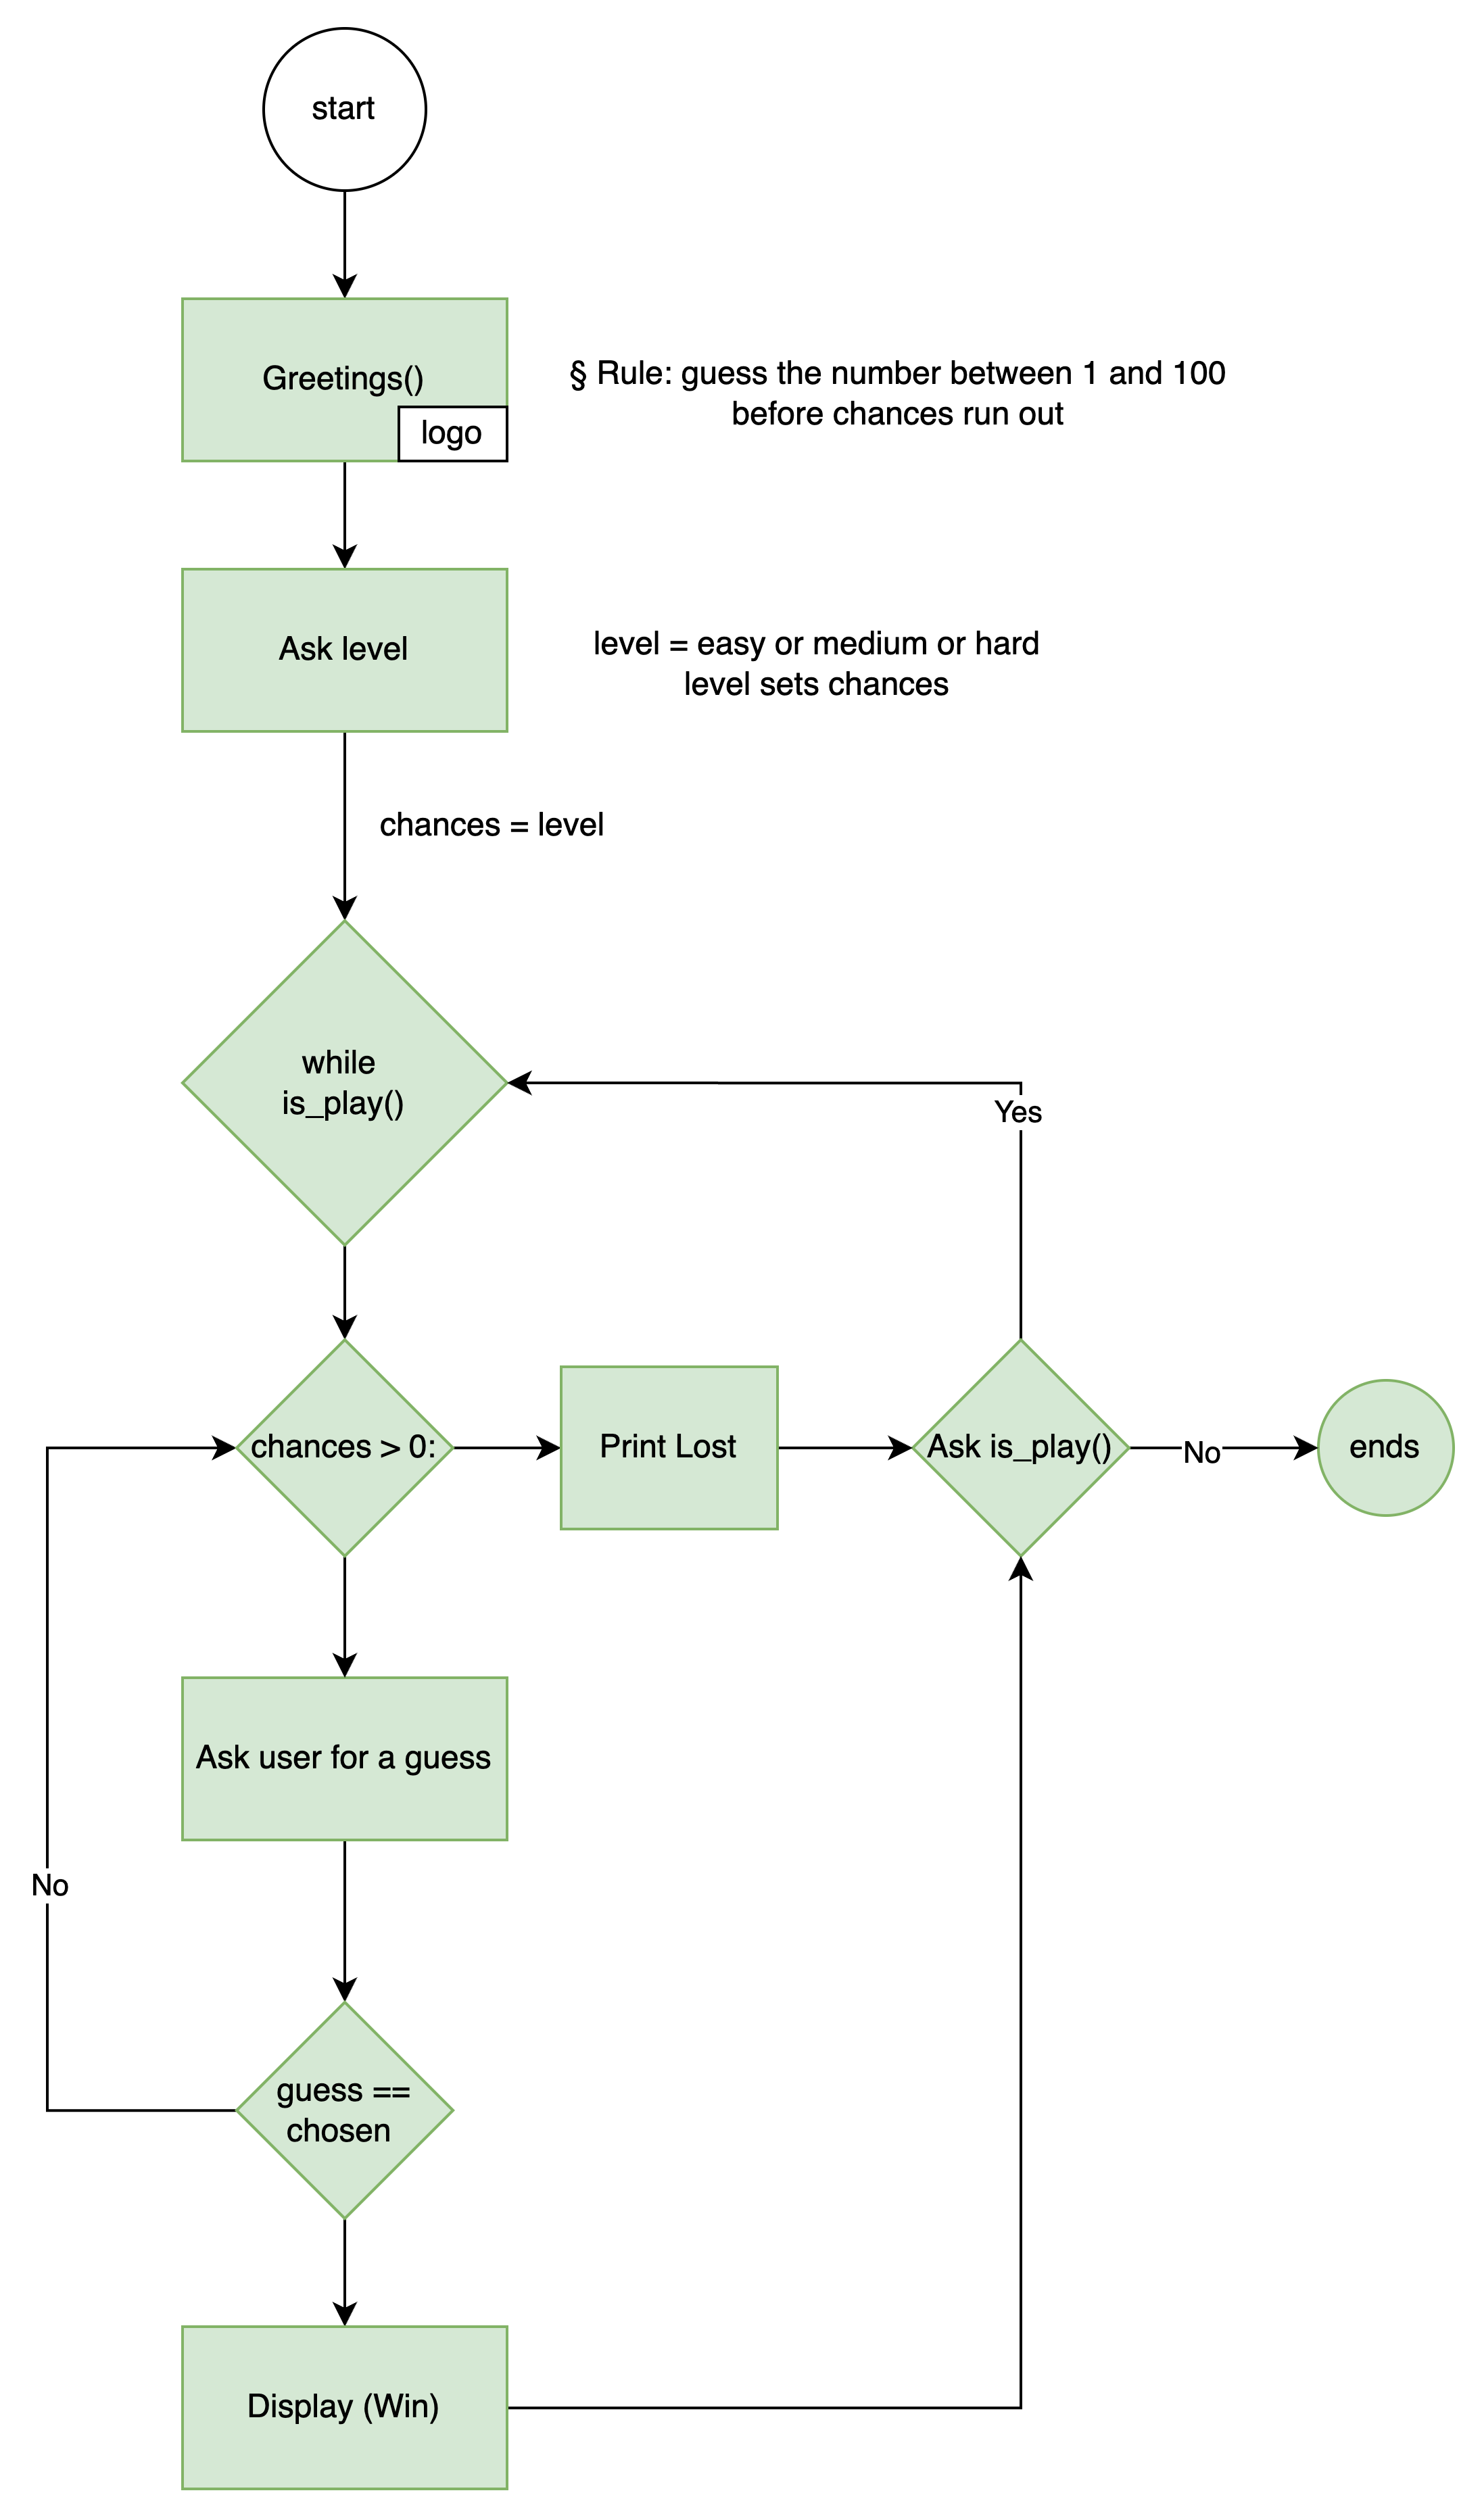 start
Greetings()
logo
§ Rule: guess the number between 1 and 100
before chances run out
Ask level
level = easy or medium or hard
level sets chances
chances = level
while
is_play()
Yes
chances > 0:
Print Lost
Ask is_play()
No
ends
Ask user for a guess
No
guess ==
chosen
Display (Win)